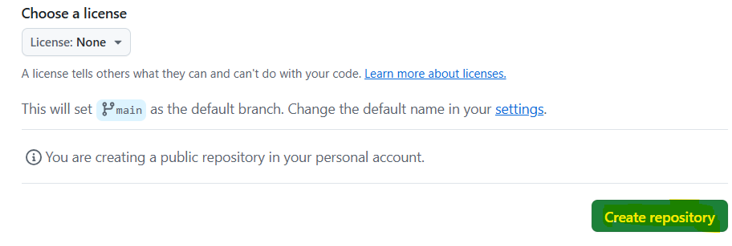 Choose a license
License: None
A license tells others what they can and can't do with your code. Learn more about licenses.
This will set main as the default branch. Change the default name in your settings.
You are creating a public repository in your personal account.
Create repository